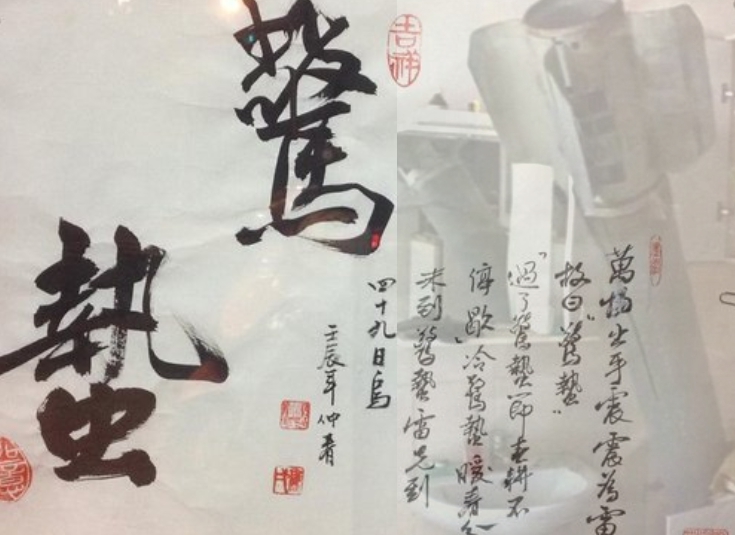 萬物出乎震震為雷
故曰"驚蟄"
"過了驚蟄節春耕不
停歇"冷驚蟄暖春分
未到驚蟄雷先到
四十九日烏
壬辰年仲春
吉祥
驚
蟄